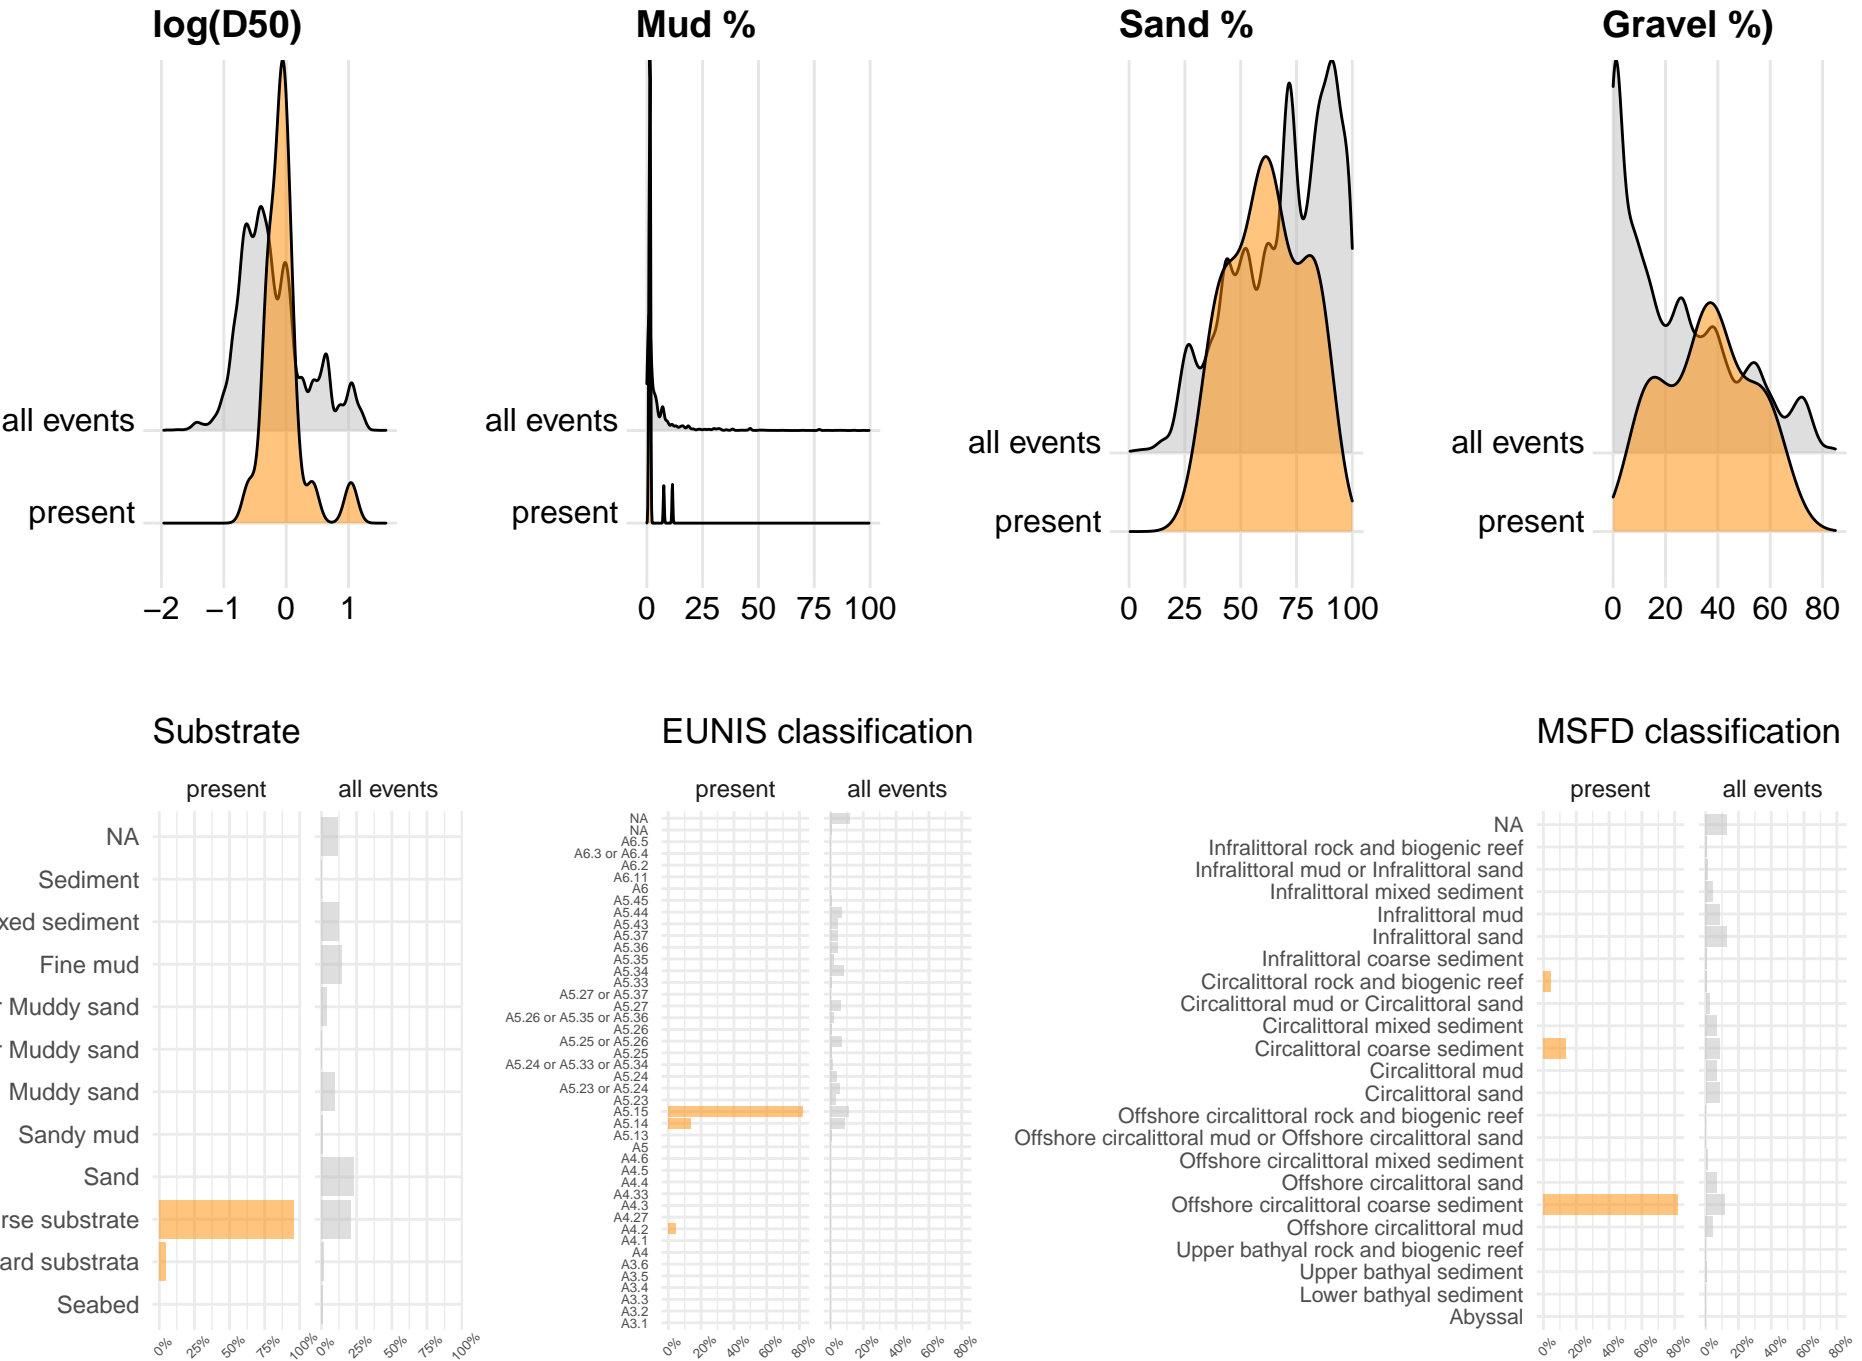 log(D50) Mud % Sand % Gravel %)
all events all events all events all events
present present present present
−2 −1 0 1 0 25 50 75 100 0 25 50 75 100 0 20 40 60 80
Substrate EUNIS classification MSFD classification
present all events present all events present all events
NA
Sediment
xed sediment
Fine mud
r Muddy sand
r Muddy sand
Muddy sand
Sandy mud
Sand
rse substrate
ard substrata
Seabed
0% 25% 50% 75% 100% 0% 25% 50% 75% 100%
NA
NA
A6.5
A6.3 or A6.4
A6.2
A6.11
A6
A5.45
A5.44
A5.43
A5.37
A5.36
A5.35
A5.34
A5.33
A5.27 or A5.37
A5.27
A5.26 or A5.35 or A5.36
A5.26
A5.25 or A5.26
A5.25
A5.24 or A5.33 or A5.34
A5.24
A5.23 or A5.24
A5.23
A5.15
A5.14
A5.13
A5
A4.6
A4.5
A4.4
A4.33
A4.3
A4.27
A4.2
A4.1
A4
A3.6
A3.5
A3.4
A3.3
A3.2
A3.1
0% 20% 40% 60% 80% 0% 20% 40% 60% 80%
NA
Infralittoral rock and biogenic reef
Infralittoral mud or Infralittoral sand
Infralittoral mixed sediment
Infralittoral mud
Infralittoral sand
Infralittoral coarse sediment
Circalittoral rock and biogenic reef
Circalittoral mud or Circalittoral sand
Circalittoral mixed sediment
Circalittoral coarse sediment
Circalittoral mud
Circalittoral sand
Offshore circalittoral rock and biogenic reef
Offshore circalittoral mud or Offshore circalittoral sand
Offshore circalittoral mixed sediment
Offshore circalittoral sand
Offshore circalittoral coarse sediment
Offshore circalittoral mud
Upper bathyal rock and biogenic reef
Upper bathyal sediment
Lower bathyal sediment
Abyssal
0% 20% 40% 60% 80% 0% 20% 40% 60% 80%